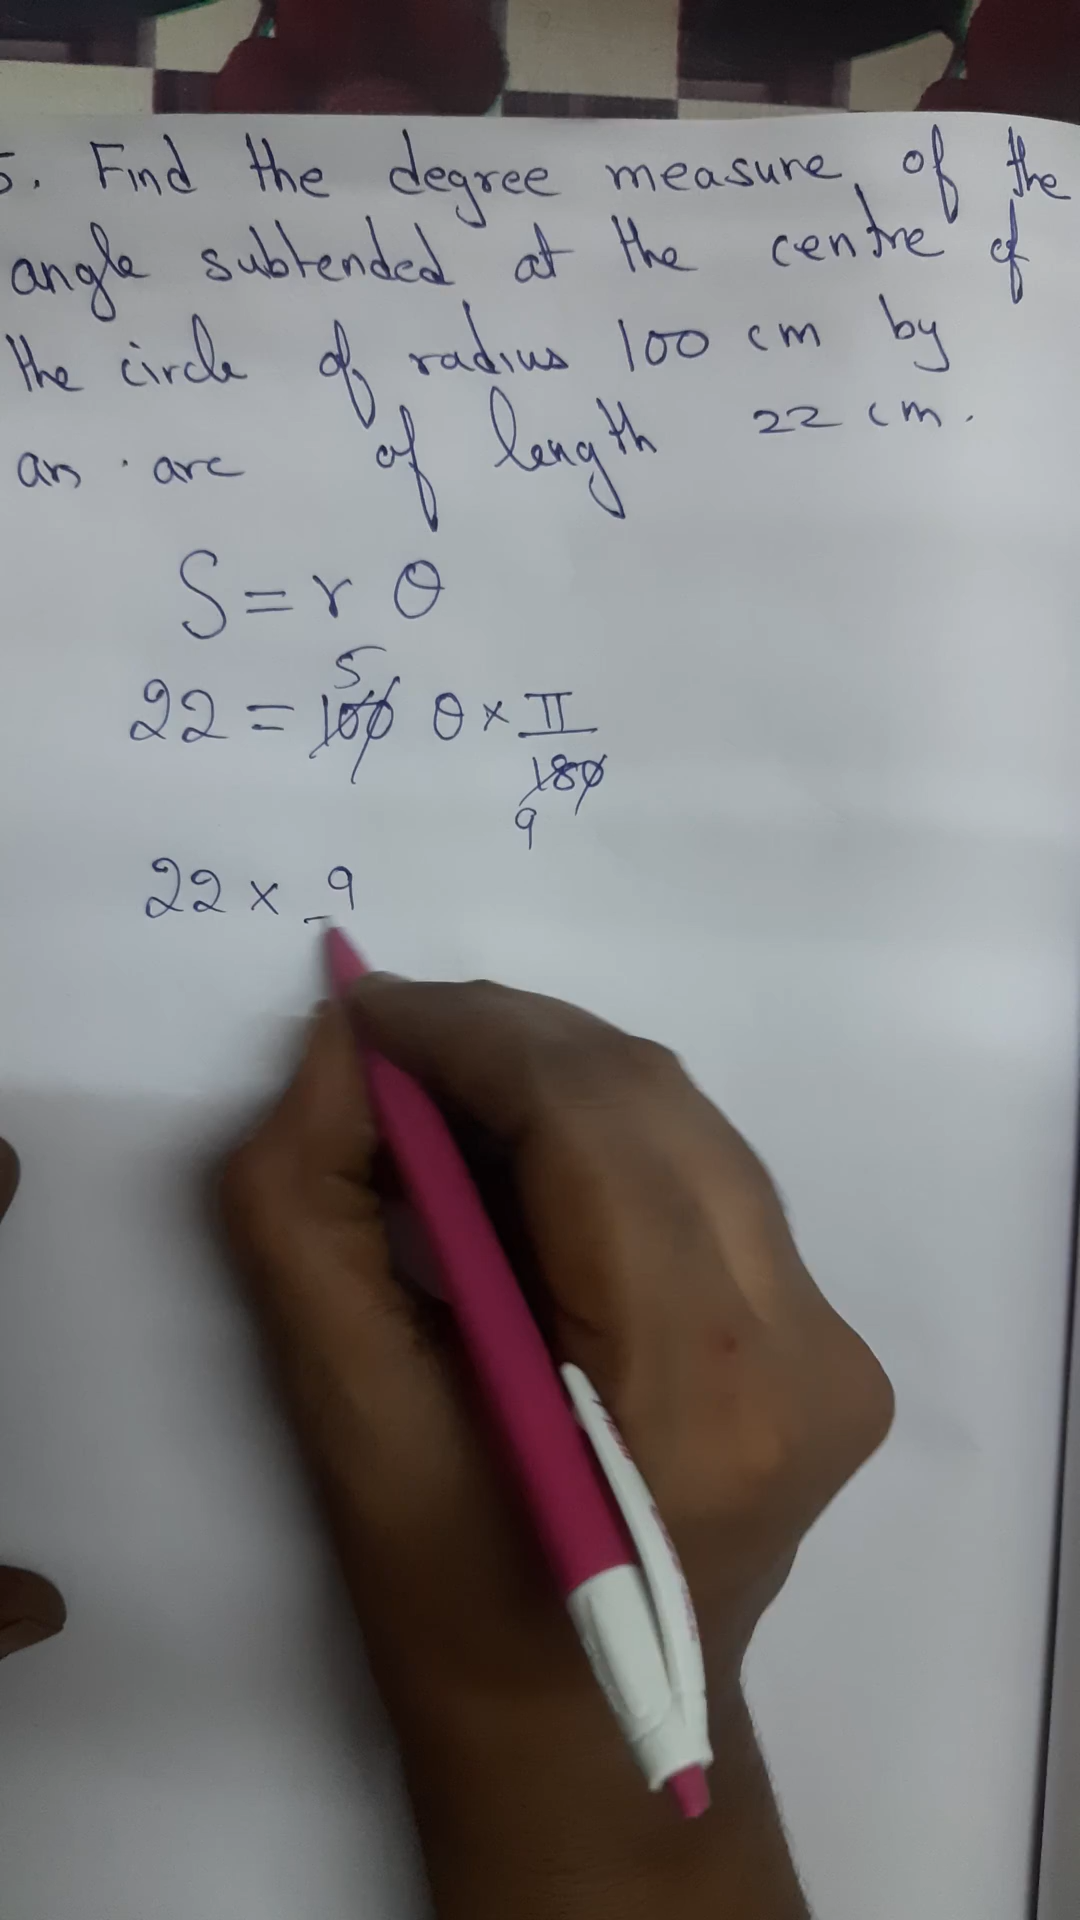 5. Find the degree measure of the
angle subtended at the centre of
the circle of radius 100 cm by
an arc of length 22 cm.
S = r θ
5
22 = 100 θ × π
180
9
22 × 9